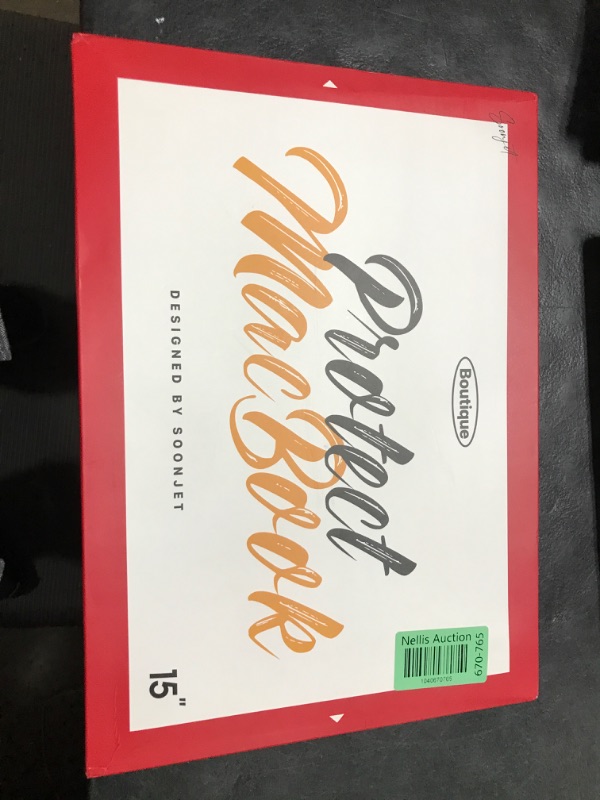 Boutique
Protect
MacBook
DESIGNED BY SOONJET
15"
Nellis Auction
670-765